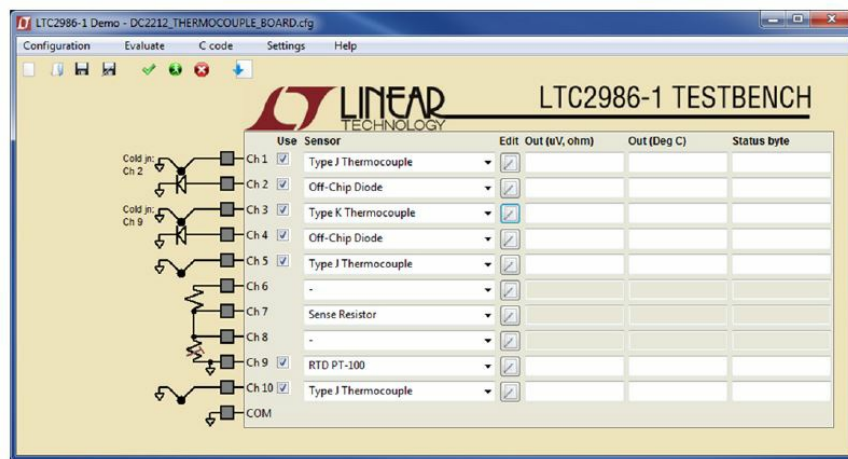 LTC2986-1 Demo - DC2212_THERMOCOUPLE_BOARD.cfg
Configuration Evaluate C code Settings Help
LINEAR TECHNOLOGY
LTC2986-1 TESTBENCH
Use Sensor Edit Out (uV, ohm) Out (Deg C) Status byte
Cold jn: Ch 2
Ch 1 Type J Thermocouple
Ch 2 Off-Chip Diode
Cold jn: Ch 9
Ch 3 Type K Thermocouple
Ch 4 Off-Chip Diode
Ch 5 Type J Thermocouple
Ch 6 -
Ch 7 Sense Resistor
Ch 8 -
Ch 9 RTD PT-100
Ch 10 Type J Thermocouple
COM